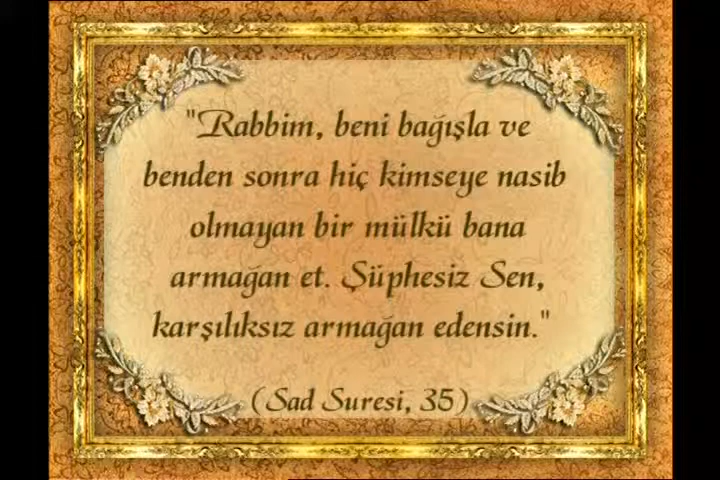 "Rabbim, beni bağışla ve
benden sonra hiç kimseye nasib
olmayan bir mülkü bana
armağan et. Şüphesiz Sen,
karşılıksız armağan edensin."
(Sad Suresi, 35)